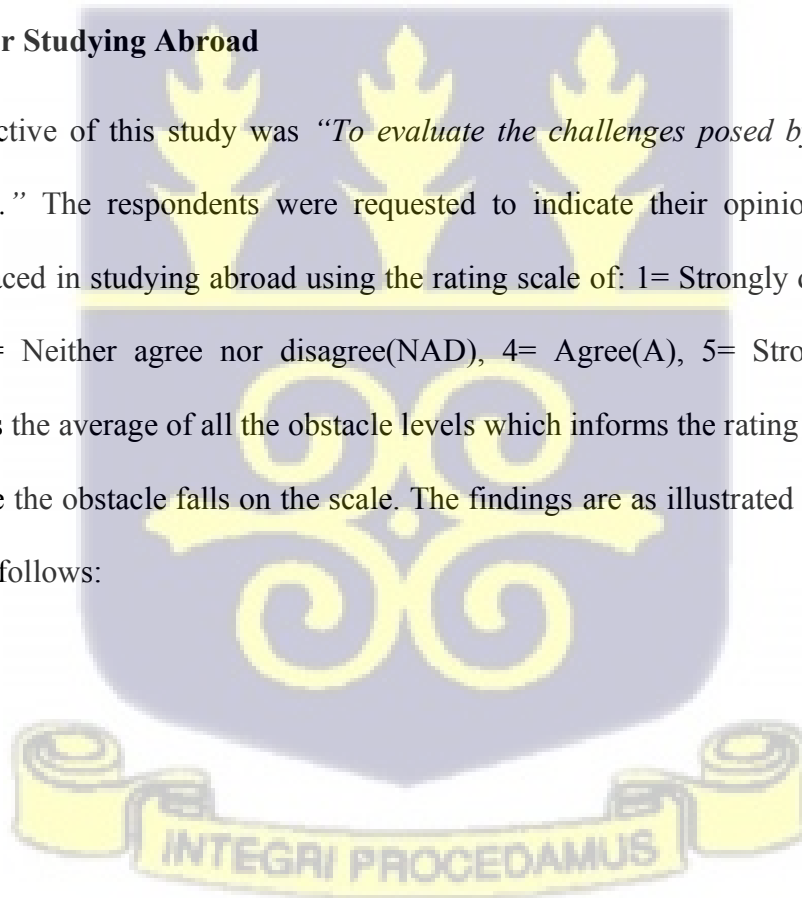 r Studying Abroad
ctive of this study was “To evaluate the challenges posed by
.” The respondents were requested to indicate their opinio
aced in studying abroad using the rating scale of: 1= Strongly d
= Neither agree nor disagree(NAD), 4= Agree(A), 5= Stro
s the average of all the obstacle levels which informs the rating
e the obstacle falls on the scale. The findings are as illustrated
follows:
INTEGRI PROCEDAMUS